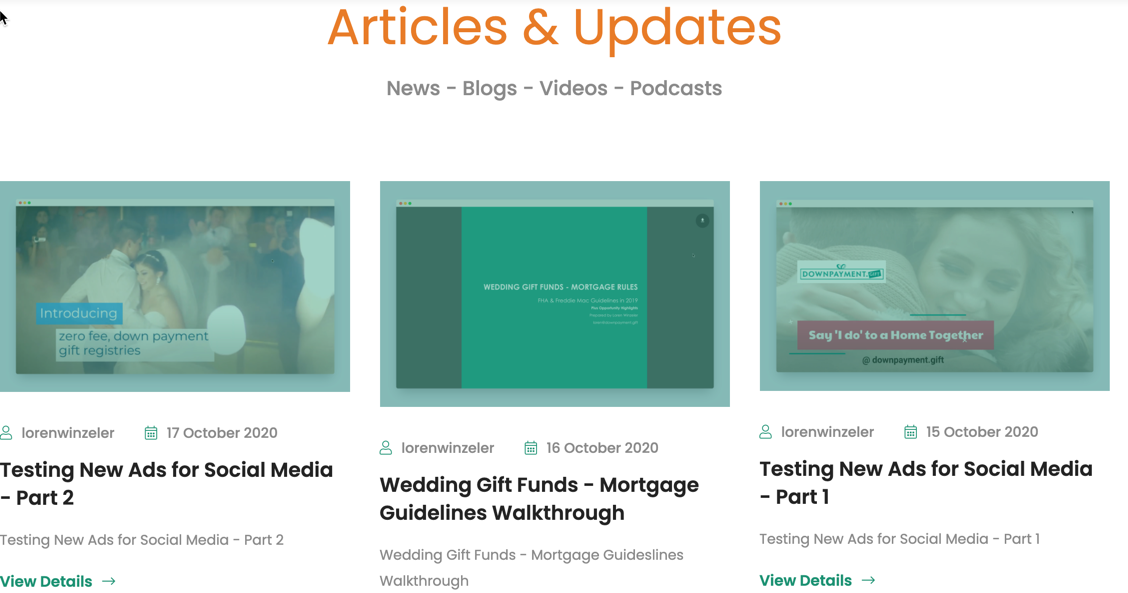 Articles & Updates
News - Blogs - Videos - Podcasts
Introducing
zero fee, down payment
gift registries
lorenwinzeler
17 October 2020
Testing New Ads for Social Media
- Part 2
Testing New Ads for Social Media - Part 2
View Details
WEDDING GIFT FUNDS - MORTGAGE RULES
FHA & Freddie Mac Guidelines in 2019
lorenwinzeler
16 October 2020
Wedding Gift Funds - Mortgage
Guidelines Walkthrough
Wedding Gift Funds - Mortgage Guideslines
Walkthrough
DOWNPAYMENT.GIFT
Say 'I do' to a Home Together
@ downpayment.gift
lorenwinzeler
15 October 2020
Testing New Ads for Social Media
- Part 1
Testing New Ads for Social Media - Part 1
View Details